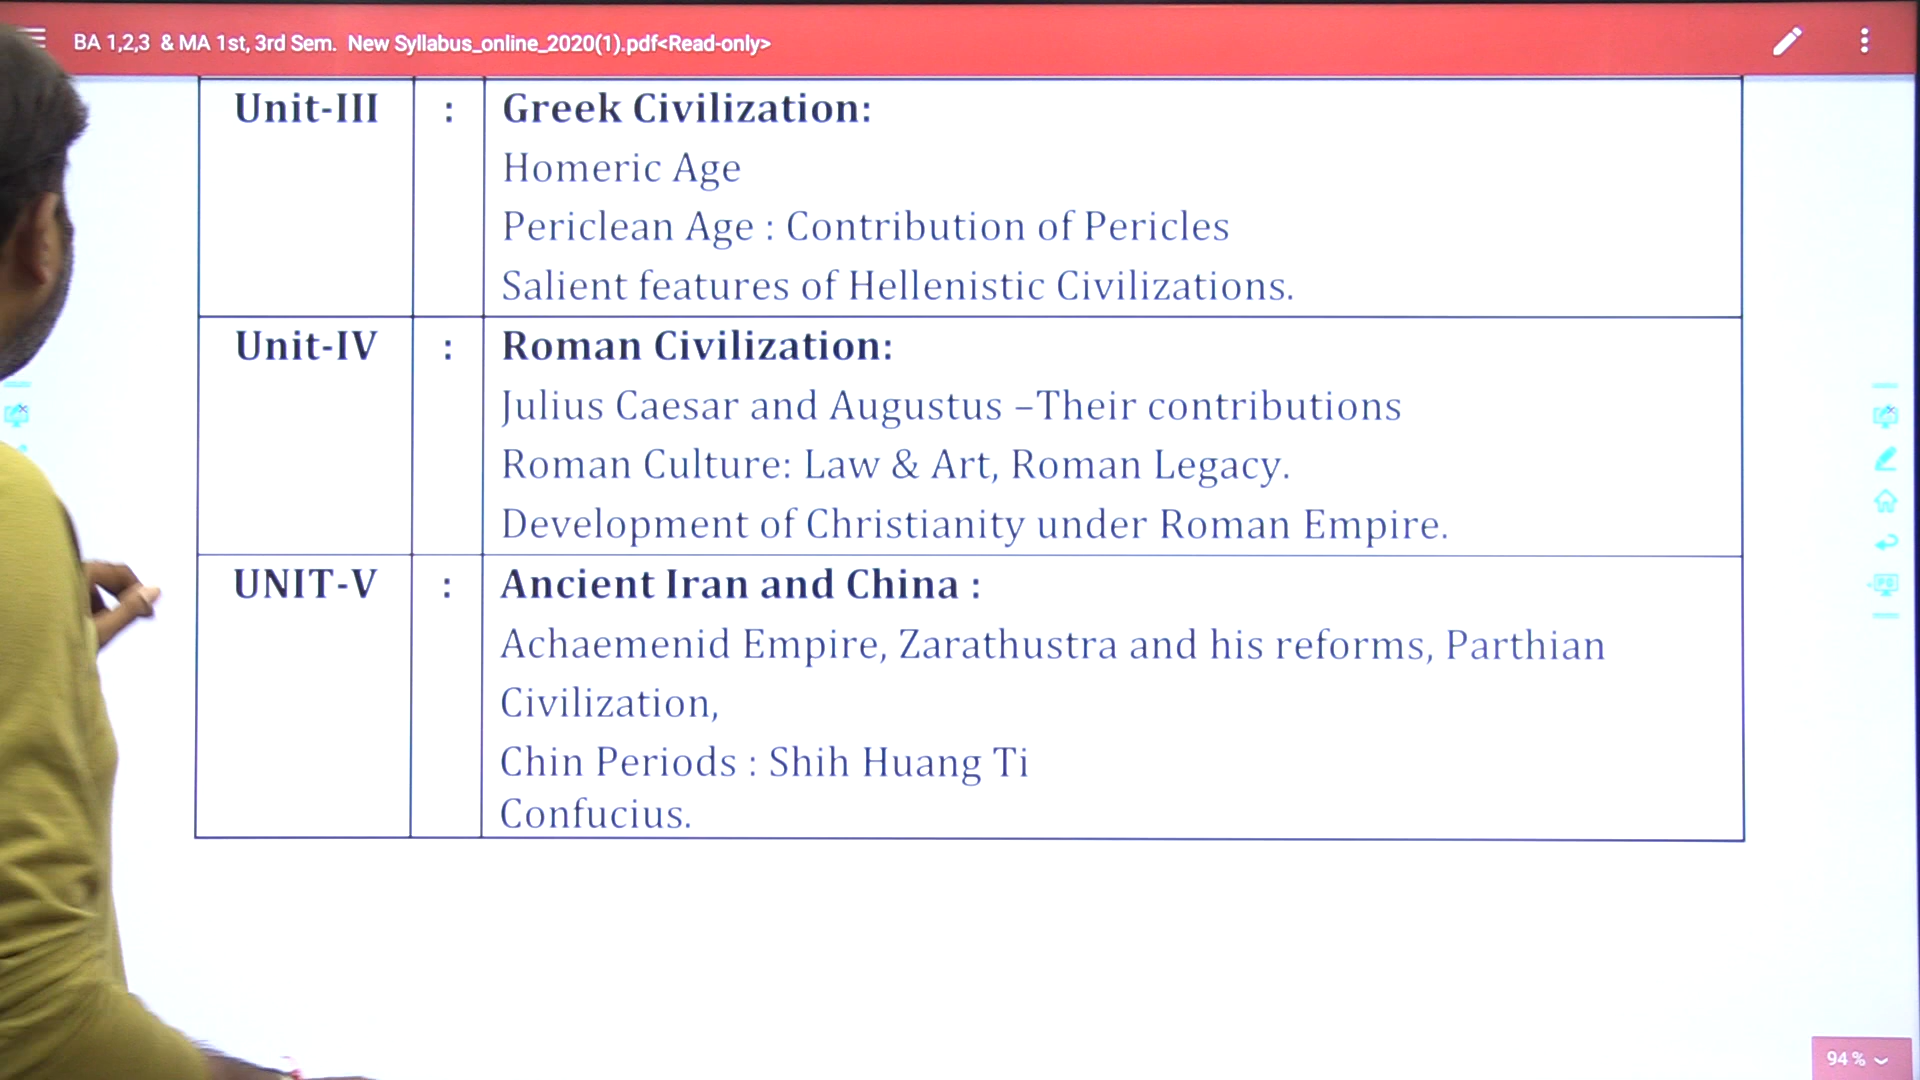 BA 1,2,3 & MA 1st, 3rd Sem. New Syllabus_online_2020(1).pdf<Read-only>
Unit-III : Greek Civilization:
Homeric Age
Periclean Age : Contribution of Pericles
Salient features of Hellenistic Civilizations.
Unit-IV : Roman Civilization:
Julius Caesar and Augustus –Their contributions
Roman Culture: Law & Art, Roman Legacy.
Development of Christianity under Roman Empire.
UNIT-V : Ancient Iran and China :
Achaemenid Empire, Zarathustra and his reforms, Parthian
Civilization,
Chin Periods : Shih Huang Ti
Confucius.
94 %